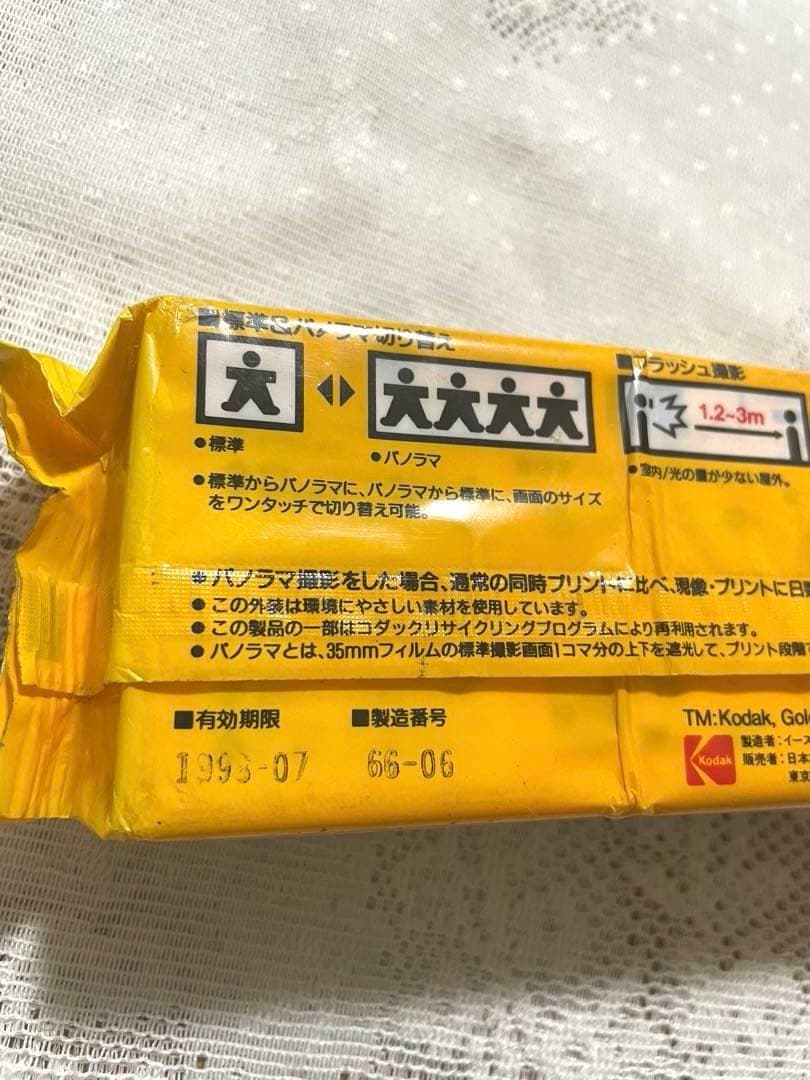 ■標準&パノラマ切り替え
●標準
●パノラマ
●標準からパノラマに、パノラマから標準に、画面のサイズ
をワンタッチで切り替え可能。
■フラッシュ撮影
1.2~3m
●室内/光の量が少ない屋外。
*パノラマ撮影をした場合、通常の同時プリントに比べ、現像・プリントに日
●この外装は環境にやさしい素材を使用しています。
●この製品の一部はコダックリサイクリングプログラムにより再利用されます。
●パノラマとは、35mmフィルムの標準撮影画面1コマ分の上下を遮光して、プリント段階
■有効期限
■製造番号
66-06
TM:Kodak, Gol
Kodak
製造者:イース
販売者:日本
東京